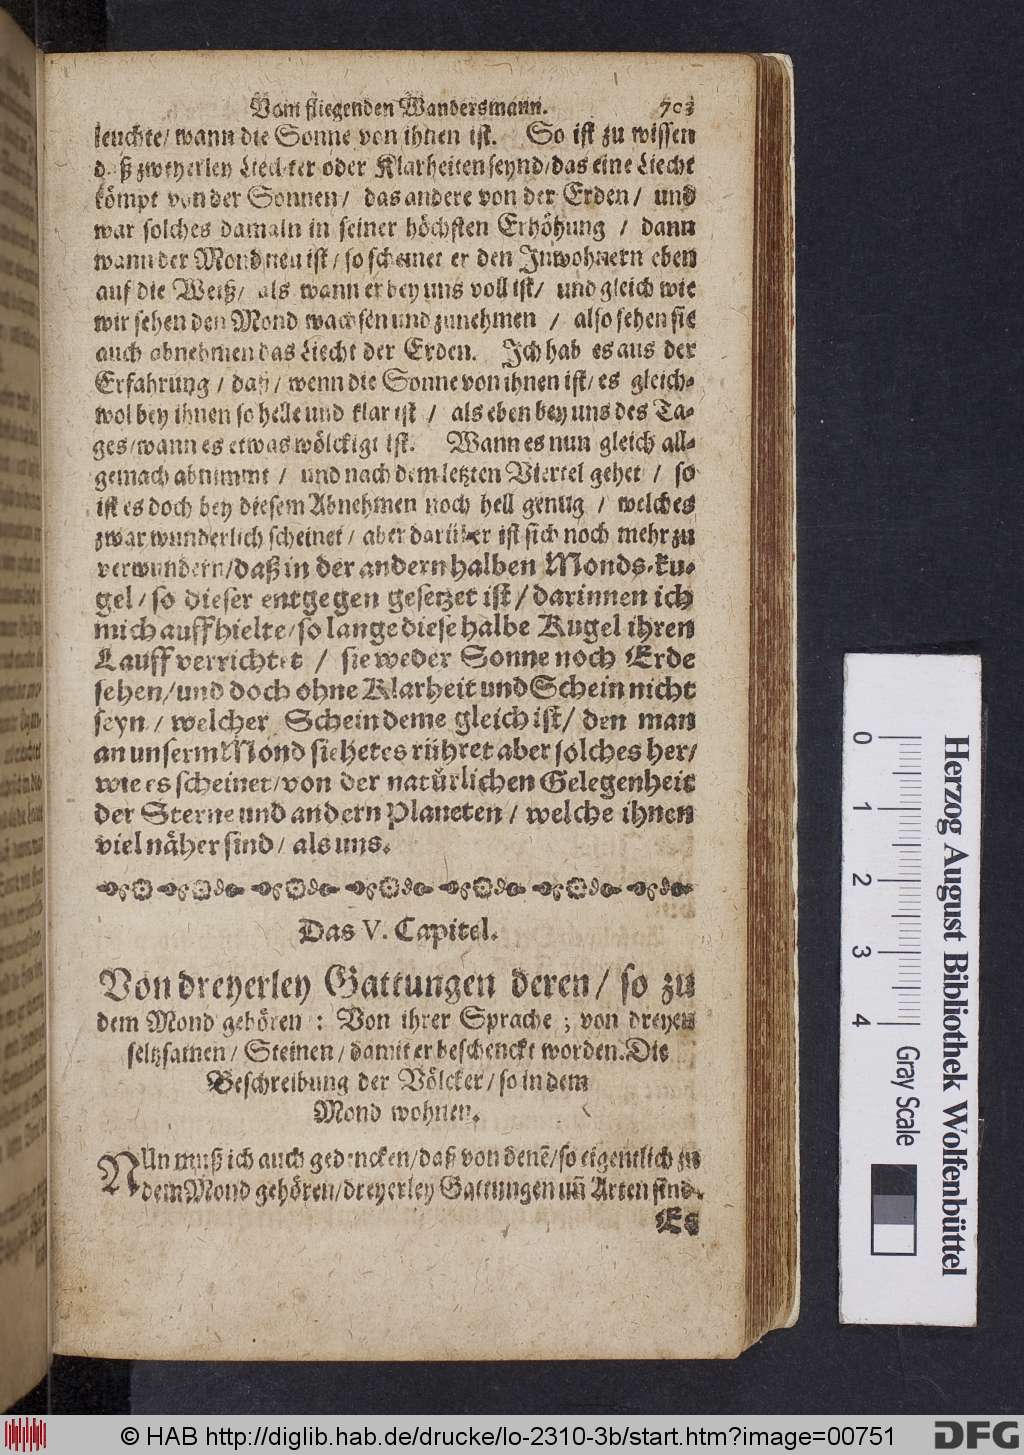 Vom fliegenden Wandersmann. 703
leuchte/ wann die Sonne von ihnen ist. So ist zu wissen
daß zweyerley Liechter oder Klarheiten seynd/ das eine Liecht
kömpt von der Sonnen/ das andere von der Erden/ und
war solches damaln in seiner höchsten Erhöhung / dann
wann der Mond neu ist/ so scheinet er den Inwohnern eben
auf die Weiß/ als wann er bey uns voll ist/ und gleich wie
wir sehen den Mond wachsen und zunehmen / also sehen sie
auch abnehmen das Liecht der Erden. Ich hab es aus der
Erfahrung / daß/ wenn die Sonne von ihnen ist/ es gleich-
wol bey ihnen so helle und klar ist / als eben bey uns des Ta-
ges/ wann es etwas wölckigt ist. Wann es nun gleich all-
gemach abnimmt / und nach dem letzten Viertel gehet / so
ist es doch bey diesem Abnehmen noch hell genug / welches
zwar wunderlich scheinet / aber darüber ist sich noch mehr zu
verwundern/ daß in der andern halben Monds-ku-
gel/ so dieser entgegen gesetzet ist/ darinnen ich
mich auffhielte/ so lange diese halbe Kugel ihren
Lauff verrichtet / sie weder Sonne noch Erde
sehen/ und doch ohne Klarheit und Schein nicht
seyn/ welcher Schein deme gleich ist/ den man
an unserm Mond siehet es rühret aber solches her/
wie es scheinet/ von der natürlichen Gelegenheit
der Sterne und andern Planeten / welche ihnen
viel näher sind/ als uns.
Das V. Capitel.
Von dreyerley Gattungen deren/ so zu
dem Mond gehören : Von ihrer Sprache ; von dreyen
seltzsamen/ Steinen/ damit er beschenckt worden. Die
Beschreibung der Völcker/ so in dem
Mond wohnen.
NUn muß ich auch gedencken/ daß von denẽ/ so eigentlich zu
dem Mond gehören/ dreyerley Gattungen uñ Arten sind.
Es
0 1 2 3 4
Herzog August Bibliothek Wolfenbüttel
Gray Scale
© HAB http://diglib.hab.de/drucke/lo-2310-3b/start.htm?image=00751
DFG